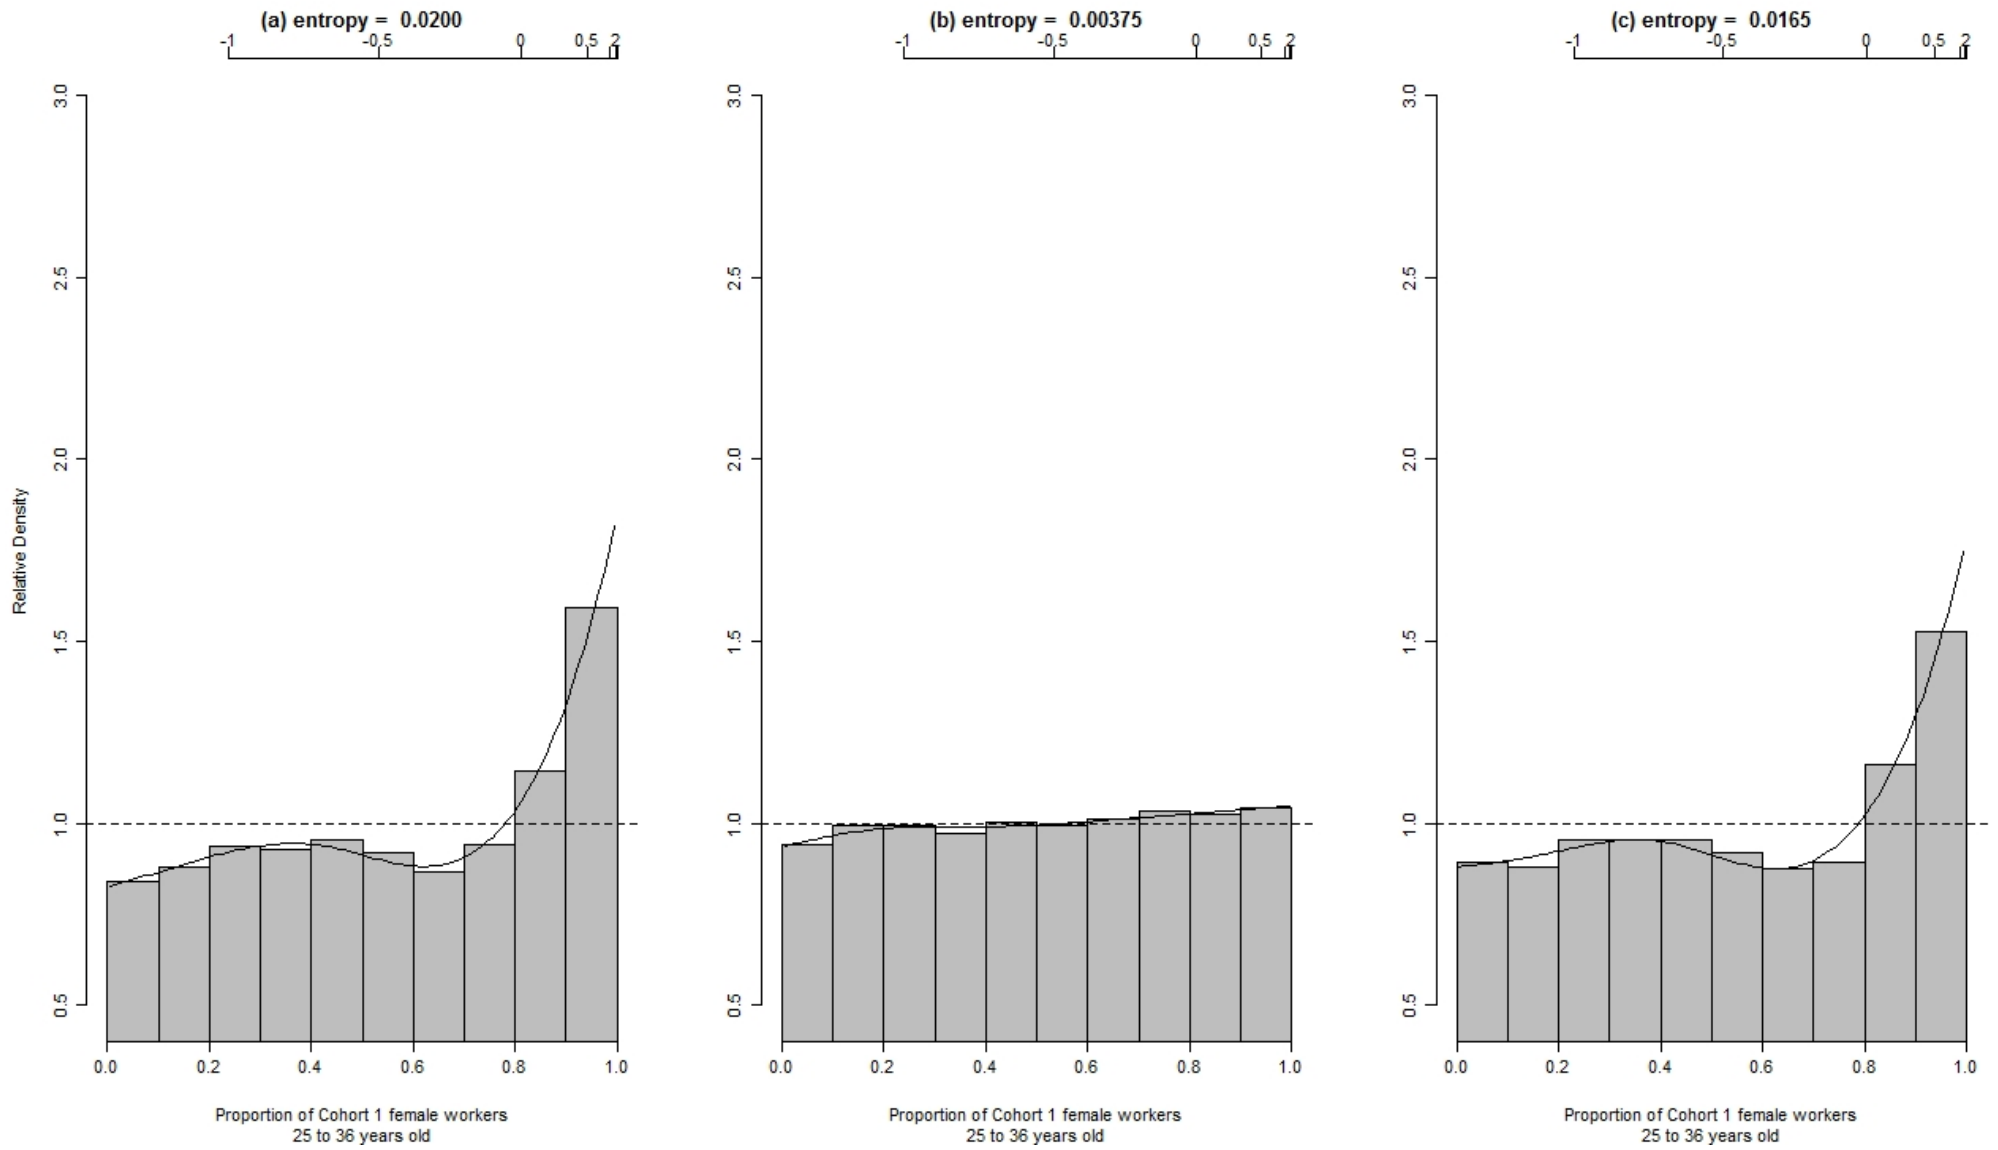 (a) entropy = 0.0200
-1 -0.5 0 0.5 2
3.0
2.5
2.0
1.5
1.0
0.5
Relative Density
0.0 0.2 0.4 0.6 0.8 1.0
Proportion of Cohort 1 female workers
25 to 36 years old
(b) entropy = 0.00375
-1 -0.5 0 0.5 2
3.0
2.5
2.0
1.5
1.0
0.5
0.0 0.2 0.4 0.6 0.8 1.0
Proportion of Cohort 1 female workers
25 to 36 years old
(c) entropy = 0.0165
-1 -0.5 0 0.5 2
3.0
2.5
2.0
1.5
1.0
0.5
0.0 0.2 0.4 0.6 0.8 1.0
Proportion of Cohort 1 female workers
25 to 36 years old